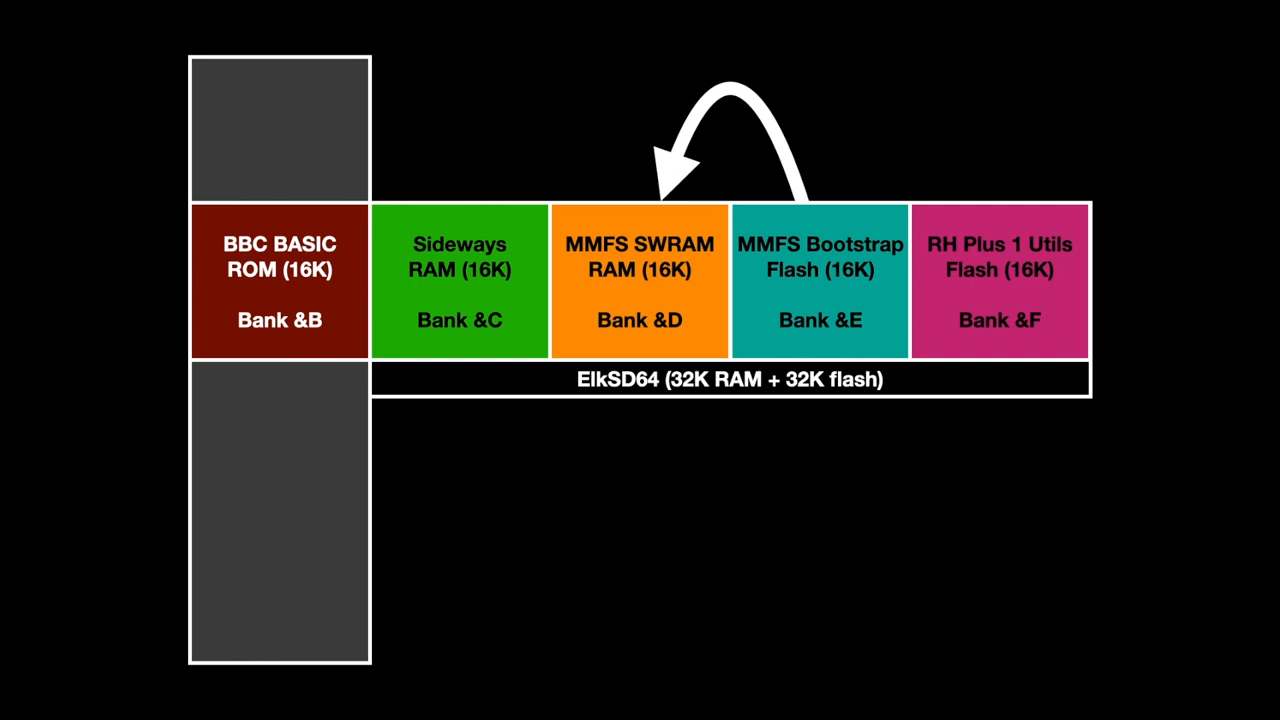 BBC BASIC
ROM (16K)
Bank &B
Sideways
RAM (16K)
Bank &C
MMFS SWRAM
RAM (16K)
Bank &D
MMFS Bootstrap
Flash (16K)
Bank &E
RH Plus 1 Utils
Flash (16K)
Bank &F
ElkSD64 (32K RAM + 32K flash)